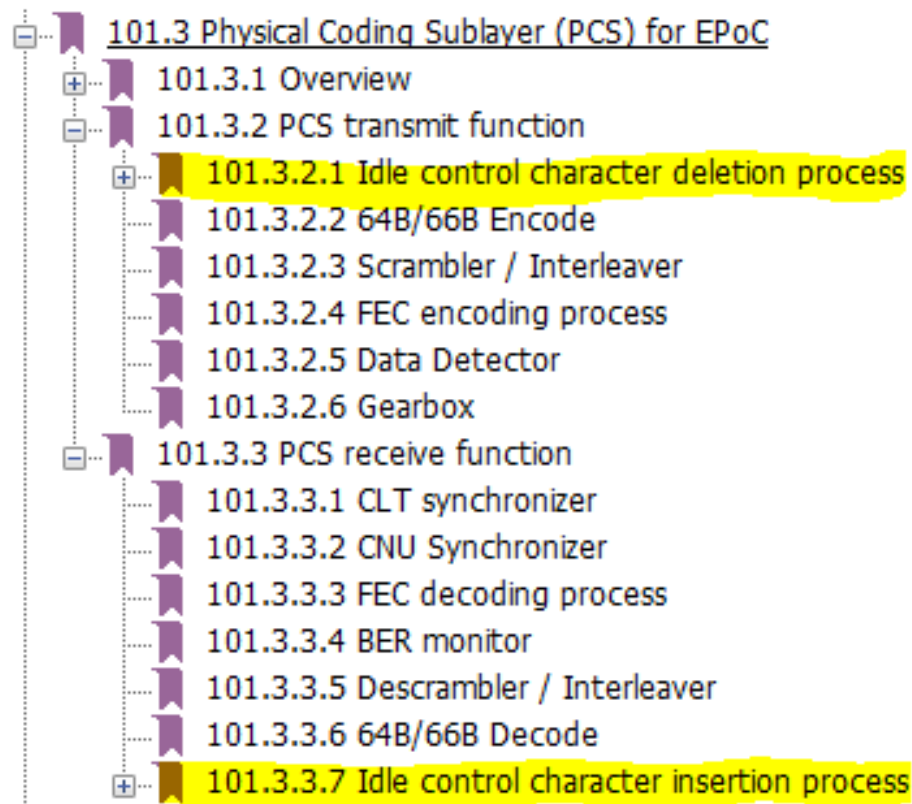 101.3 Physical Coding Sublayer (PCS) for EPoC
101.3.1 Overview
101.3.2 PCS transmit function
101.3.2.1 Idle control character deletion process
101.3.2.2 64B/66B Encode
101.3.2.3 Scrambler / Interleaver
101.3.2.4 FEC encoding process
101.3.2.5 Data Detector
101.3.2.6 Gearbox
101.3.3 PCS receive function
101.3.3.1 CLT synchronizer
101.3.3.2 CNU Synchronizer
101.3.3.3 FEC decoding process
101.3.3.4 BER monitor
101.3.3.5 Descrambler / Interleaver
101.3.3.6 64B/66B Decode
101.3.3.7 Idle control character insertion process